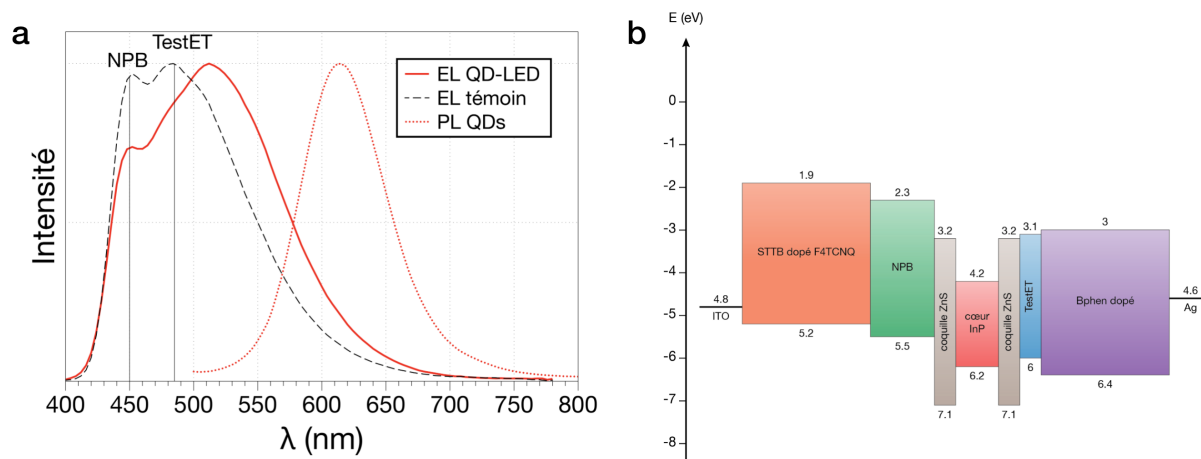 a
NPB
TestET
EL QD-LED
EL témoin
PL QDs
Intensité
400
450
500
550
600
650
700
750
800
λ (nm)
b
E (eV)
0
-1
-2
-3
-4
-5
-6
-7
-8
4.8
ITO
1.9
STTB dopé F4TCNQ
5.2
2.3
NPB
5.5
3.2
coquille ZnS
7.1
4.2
cœur
InP
6.2
3.2
coquille ZnS
7.1
3.1
TestET
6
3
Bphen dopé
6.4
4.6
Ag